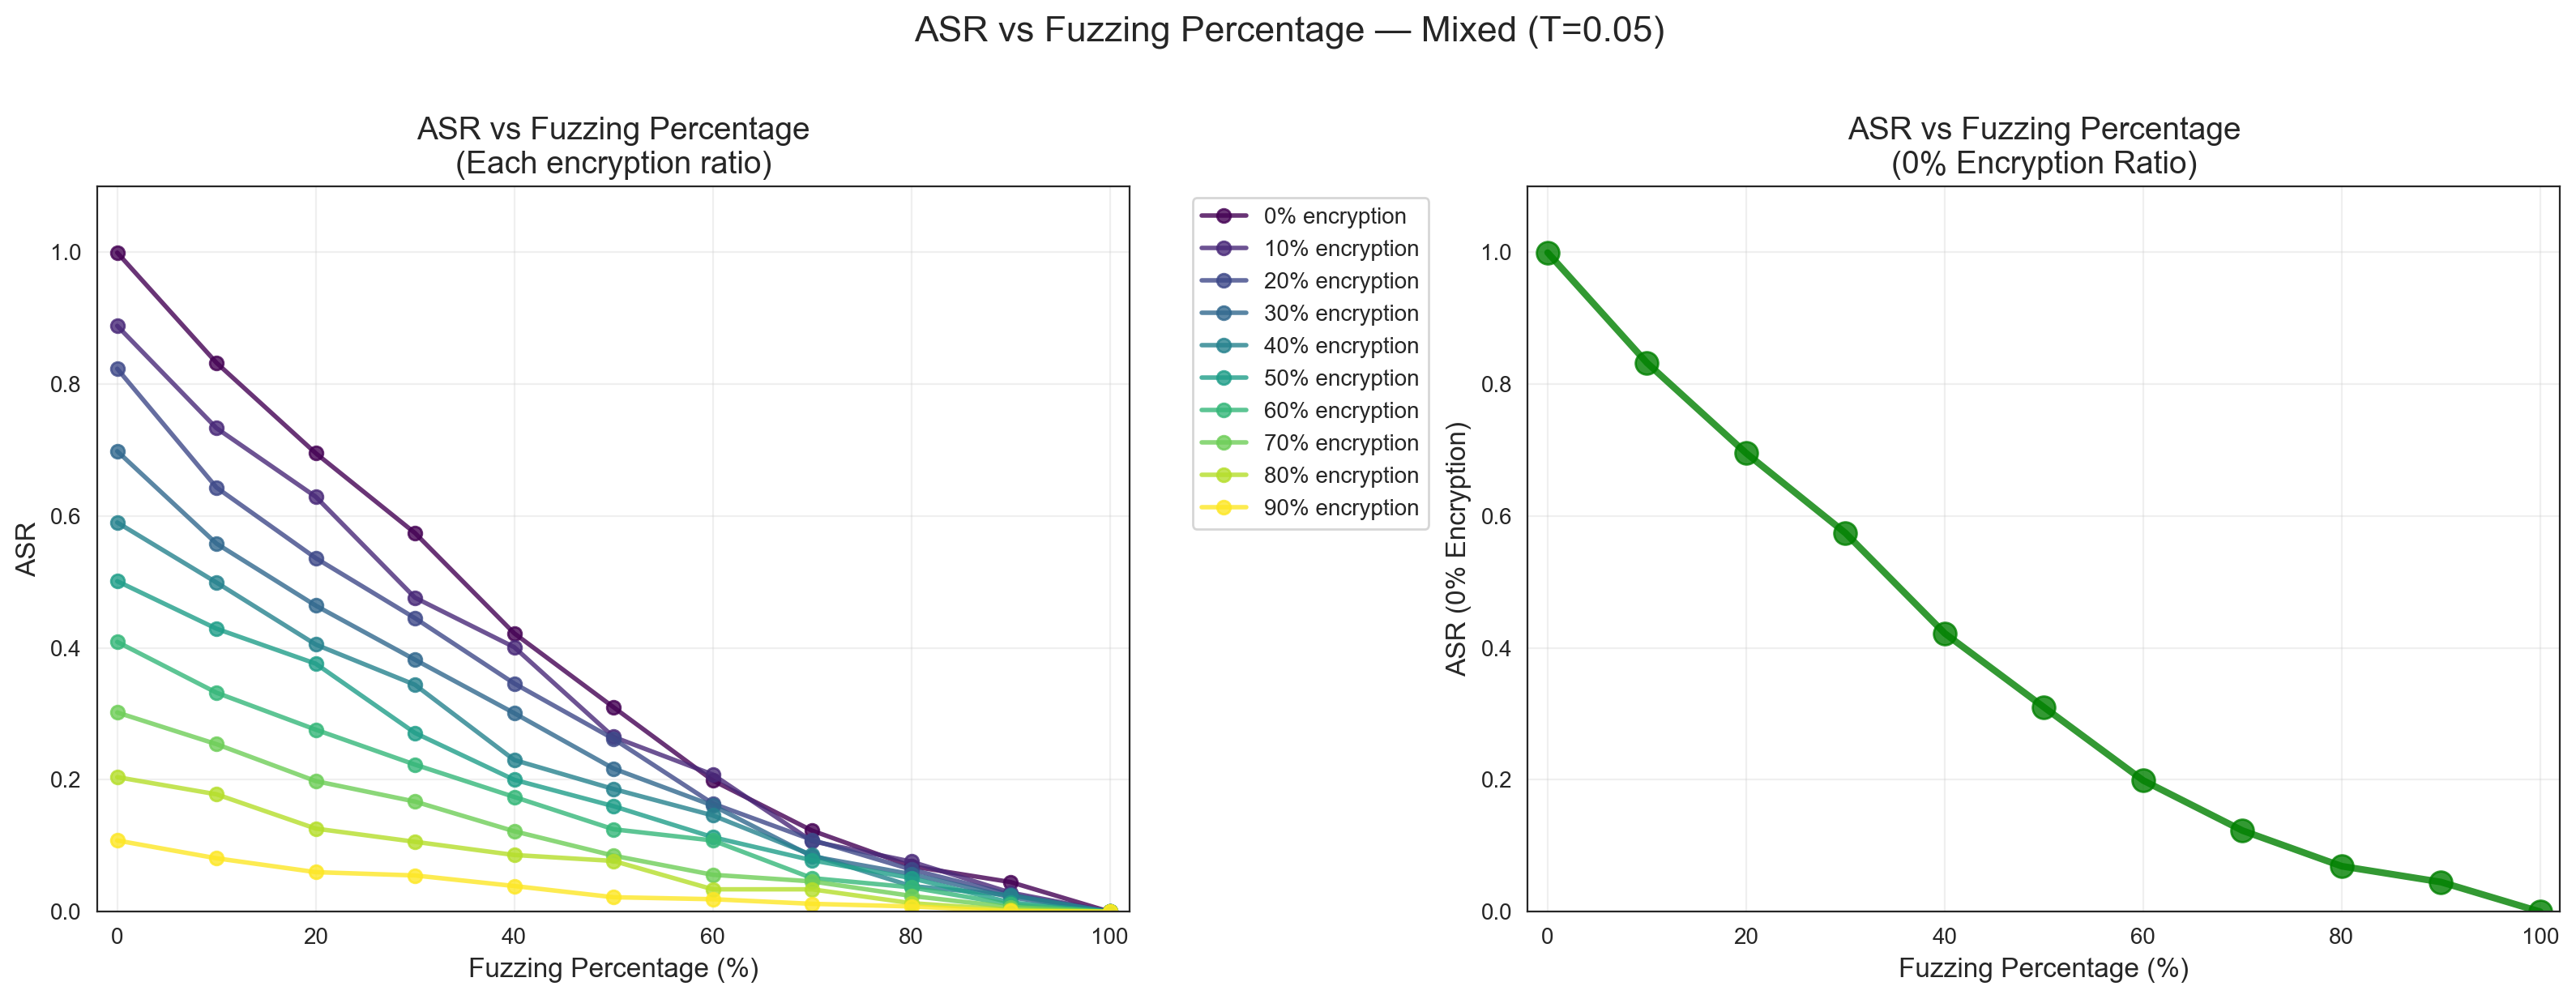 ASR vs Fuzzing Percentage — Mixed (T=0.05)
ASR vs Fuzzing Percentage
(Each encryption ratio)
ASR
1.0
0.8
0.6
0.4
0.2
0.0
0
20
40
60
80
100
Fuzzing Percentage (%)
0% encryption
10% encryption
20% encryption
30% encryption
40% encryption
50% encryption
60% encryption
70% encryption
80% encryption
90% encryption
ASR vs Fuzzing Percentage
(0% Encryption Ratio)
ASR (0% Encryption)
1.0
0.8
0.6
0.4
0.2
0.0
0
20
40
60
80
100
Fuzzing Percentage (%)